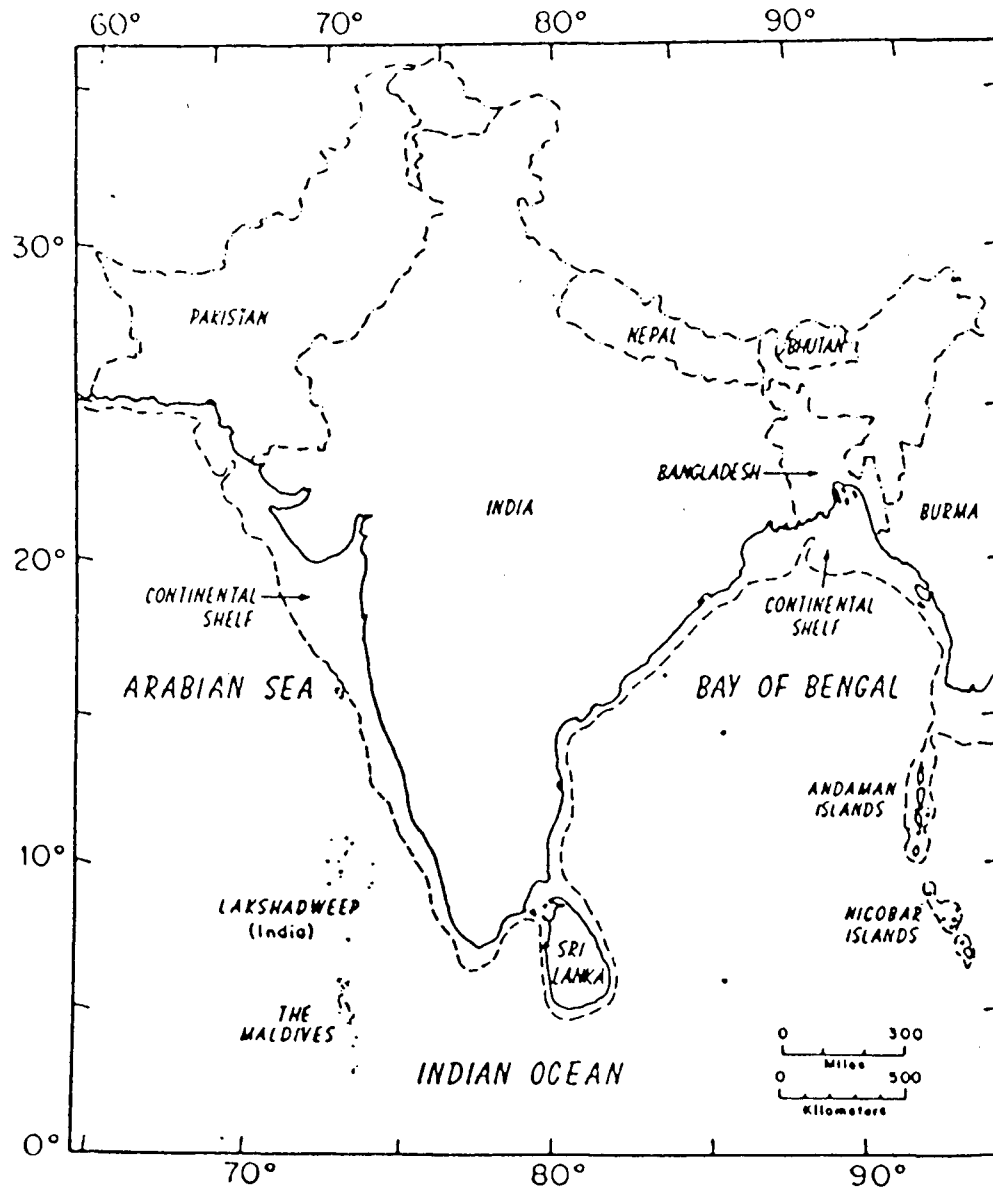 60° 70° 80° 90°
30°
PAKISTAN
NEPAL
BHUTAN
BANGLADESH
INDIA
BURMA
20°
CONTINENTAL
SHELF
CONTINENTAL
SHELF
ARABIAN SEA
BAY OF BENGAL
ANDAMAN
ISLANDS
10°
LAKSHADWEEP
(India)
NICOBAR
ISLANDS
SRI
LANKA
THE
MALDIVES
INDIAN OCEAN
0 300
Miles
0 500
Kilometers
0°
70° 80° 90°